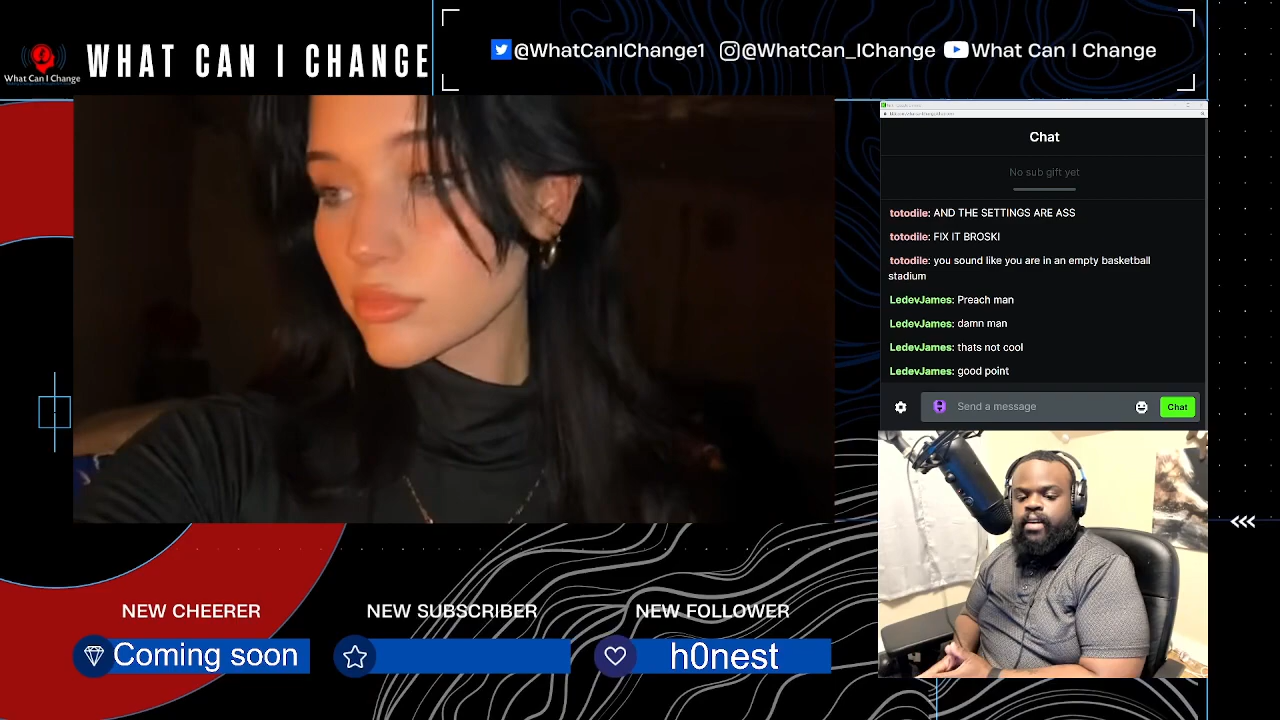 What Can I Change
WHAT CAN I CHANGE
@WhatCanIChange1 @WhatCan_IChange What Can I Change
Chat
No sub gift yet
totodile: AND THE SETTINGS ARE ASS
totodile: FIX IT BROSKI
totodile: you sound like you are in an empty basketball
stadium
LedevJames: Preach man
LedevJames: damn man
LedevJames: thats not cool
LedevJames: good point
Send a message
Chat
NEW CHEERER
NEW SUBSCRIBER
NEW FOLLOWER
Coming soon
h0nest